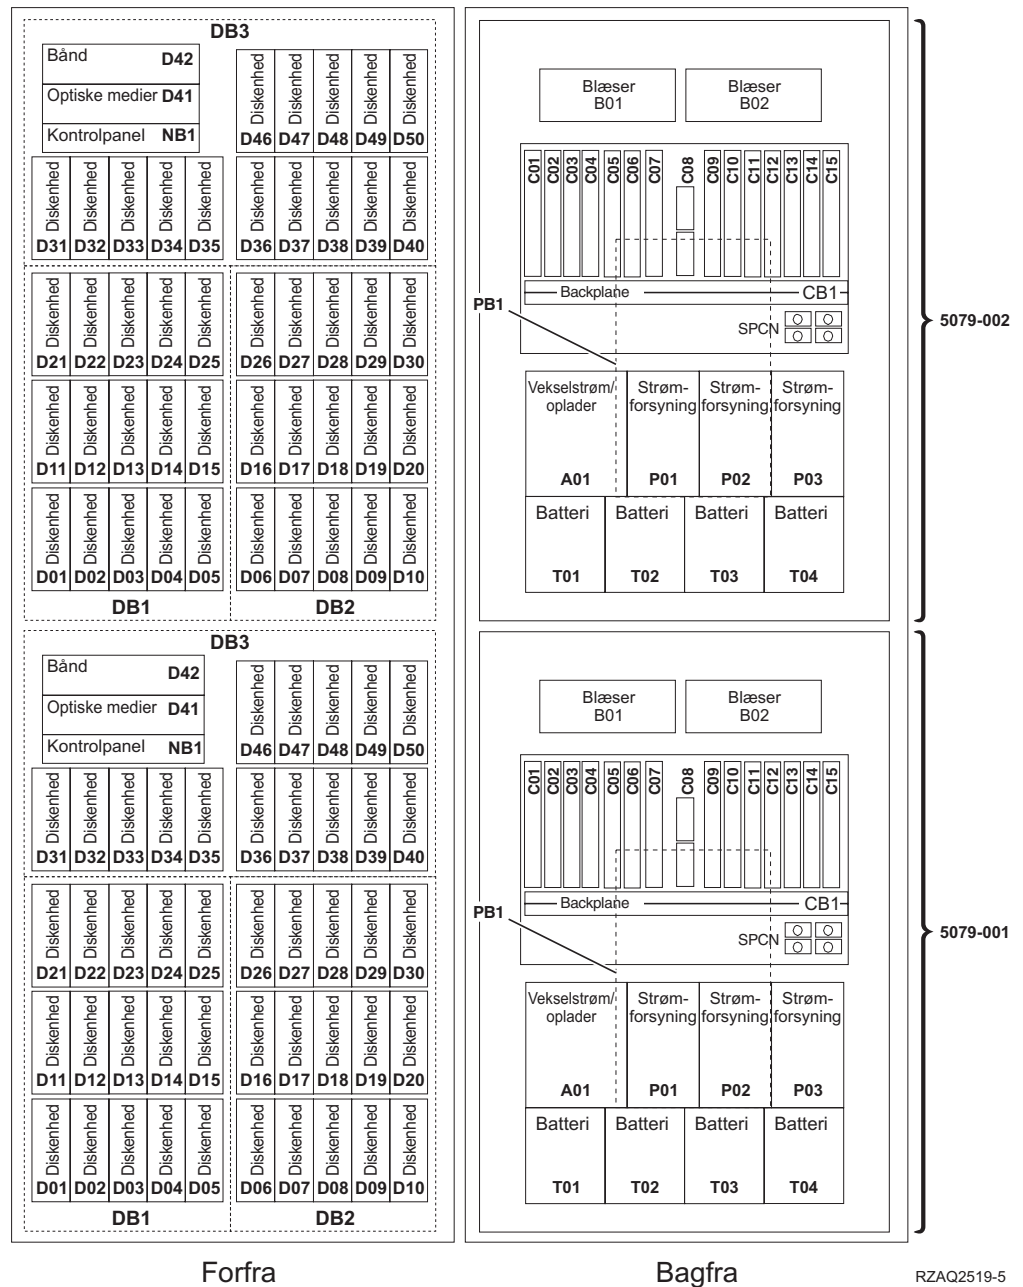 DB3
Bånd D42
Optiske medier D41
Kontrolpanel NB1
Diskenhed Diskenhed Diskenhed Diskenhed Diskenhed
D46 D47 D48 D49 D50
Diskenhed Diskenhed Diskenhed Diskenhed Diskenhed Diskenhed Diskenhed Diskenhed Diskenhed Diskenhed
D31 D32 D33 D34 D35 D36 D37 D38 D39 D40
Diskenhed Diskenhed Diskenhed Diskenhed Diskenhed Diskenhed Diskenhed Diskenhed Diskenhed Diskenhed
D21 D22 D23 D24 D25 D26 D27 D28 D29 D30
Diskenhed Diskenhed Diskenhed Diskenhed Diskenhed Diskenhed Diskenhed Diskenhed Diskenhed Diskenhed
D11 D12 D13 D14 D15 D16 D17 D18 D19 D20
Diskenhed Diskenhed Diskenhed Diskenhed Diskenhed Diskenhed Diskenhed Diskenhed Diskenhed Diskenhed
D01 D02 D03 D04 D05 D06 D07 D08 D09 D10
DB1 DB2
Blæser B01
Blæser B02
C01 C02 C03 C04 C05 C06 C07 C08 C09 C10 C11 C12 C13 C14 C15
Backplane CB1
PB1
SPCN
Vekselstrøm/ Strøm- Strøm- Strøm-
oplader forsyning forsyning forsyning
A01 P01 P02 P03
Batteri Batteri Batteri Batteri
T01 T02 T03 T04
5079-002
DB3
Bånd D42
Optiske medier D41
Kontrolpanel NB1
Diskenhed Diskenhed Diskenhed Diskenhed Diskenhed
D46 D47 D48 D49 D50
Diskenhed Diskenhed Diskenhed Diskenhed Diskenhed Diskenhed Diskenhed Diskenhed Diskenhed Diskenhed
D31 D32 D33 D34 D35 D36 D37 D38 D39 D40
Diskenhed Diskenhed Diskenhed Diskenhed Diskenhed Diskenhed Diskenhed Diskenhed Diskenhed Diskenhed
D21 D22 D23 D24 D25 D26 D27 D28 D29 D30
Diskenhed Diskenhed Diskenhed Diskenhed Diskenhed Diskenhed Diskenhed Diskenhed Diskenhed Diskenhed
D11 D12 D13 D14 D15 D16 D17 D18 D19 D20
Diskenhed Diskenhed Diskenhed Diskenhed Diskenhed Diskenhed Diskenhed Diskenhed Diskenhed Diskenhed
D01 D02 D03 D04 D05 D06 D07 D08 D09 D10
DB1 DB2
Blæser B01
Blæser B02
C01 C02 C03 C04 C05 C06 C07 C08 C09 C10 C11 C12 C13 C14 C15
Backplane CB1
PB1
SPCN
Vekselstrøm/ Strøm- Strøm- Strøm-
oplader forsyning forsyning forsyning
A01 P01 P02 P03
Batteri Batteri Batteri Batteri
T01 T02 T03 T04
5079-001
Forfra Bagfra
RZAQ2519-5